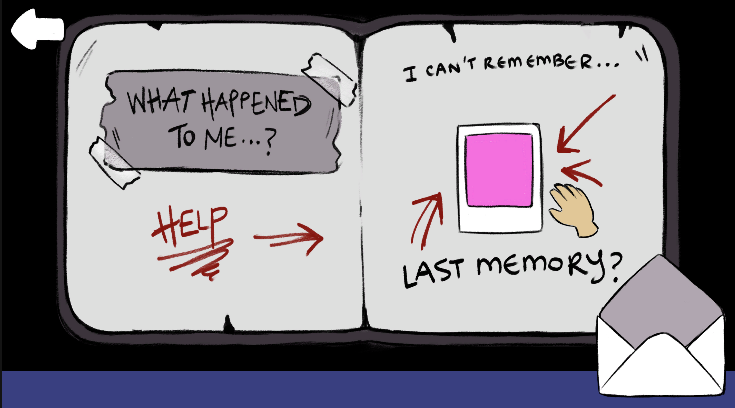 WHAT HAPPENED
TO ME...?
HELP
I CAN'T REMEMBER...
LAST MEMORY?